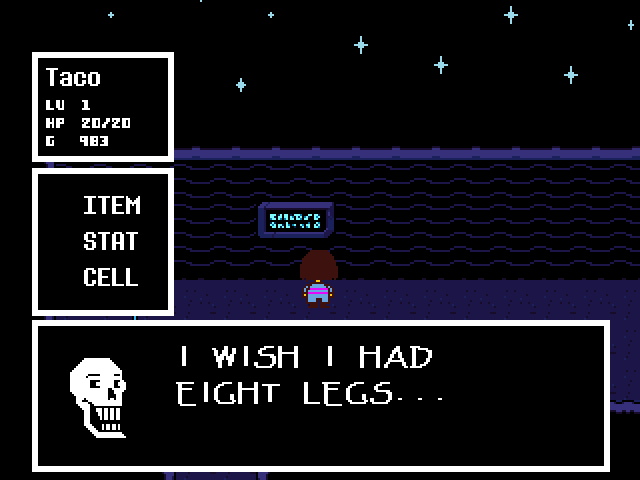 Taco
LV 1
HP 20/20
G 983
ITEM
STAT
CELL
I WISH I HAD
EIGHT LEGS...